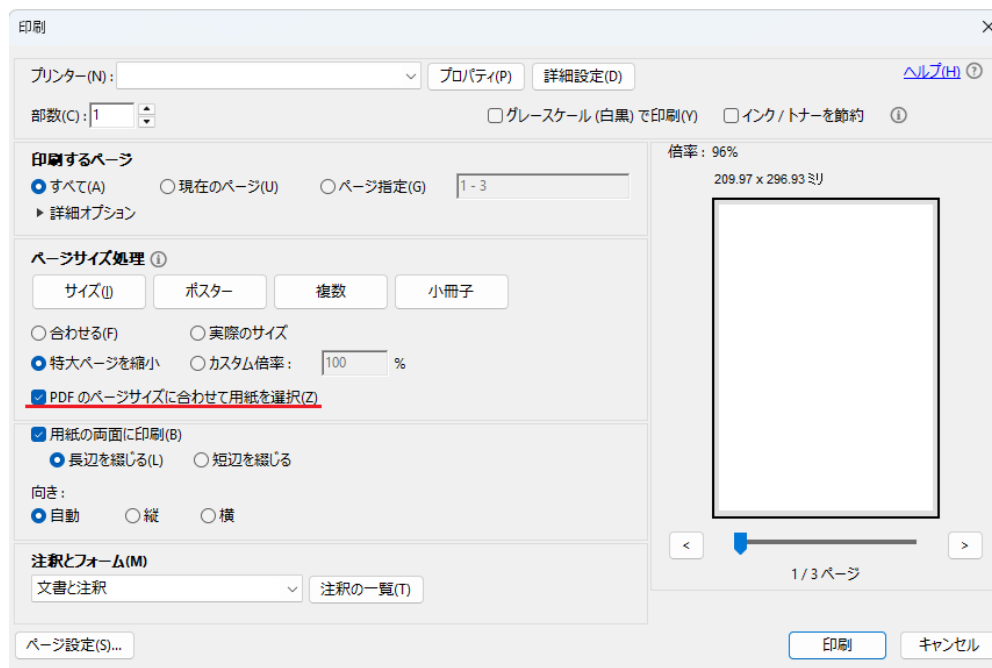 印刷
プリンター(N) :
プロパティ(P)
詳細設定(D)
ヘルプ(H)
部数(C) : 1
グレースケール (白黒) で印刷(Y)
インク / トナーを節約
印刷するページ
すべて(A)
現在のページ(U)
ページ指定(G)
1 - 3
詳細オプション
ページサイズ処理
サイズ(I)
ポスター
複数
小冊子
合わせる(F)
実際のサイズ
特大ページを縮小
カスタム倍率 :
100
%
PDF のページサイズに合わせて用紙を選択(Z)
用紙の両面に印刷(B)
長辺を綴じる(L)
短辺を綴じる
向き :
自動
縦
横
注釈とフォーム(M)
文書と注釈
注釈の一覧(T)
倍率 : 96%
209.97 x 296.93 ミリ
<
>
1 / 3 ページ
ページ設定(S)...
印刷
キャンセル